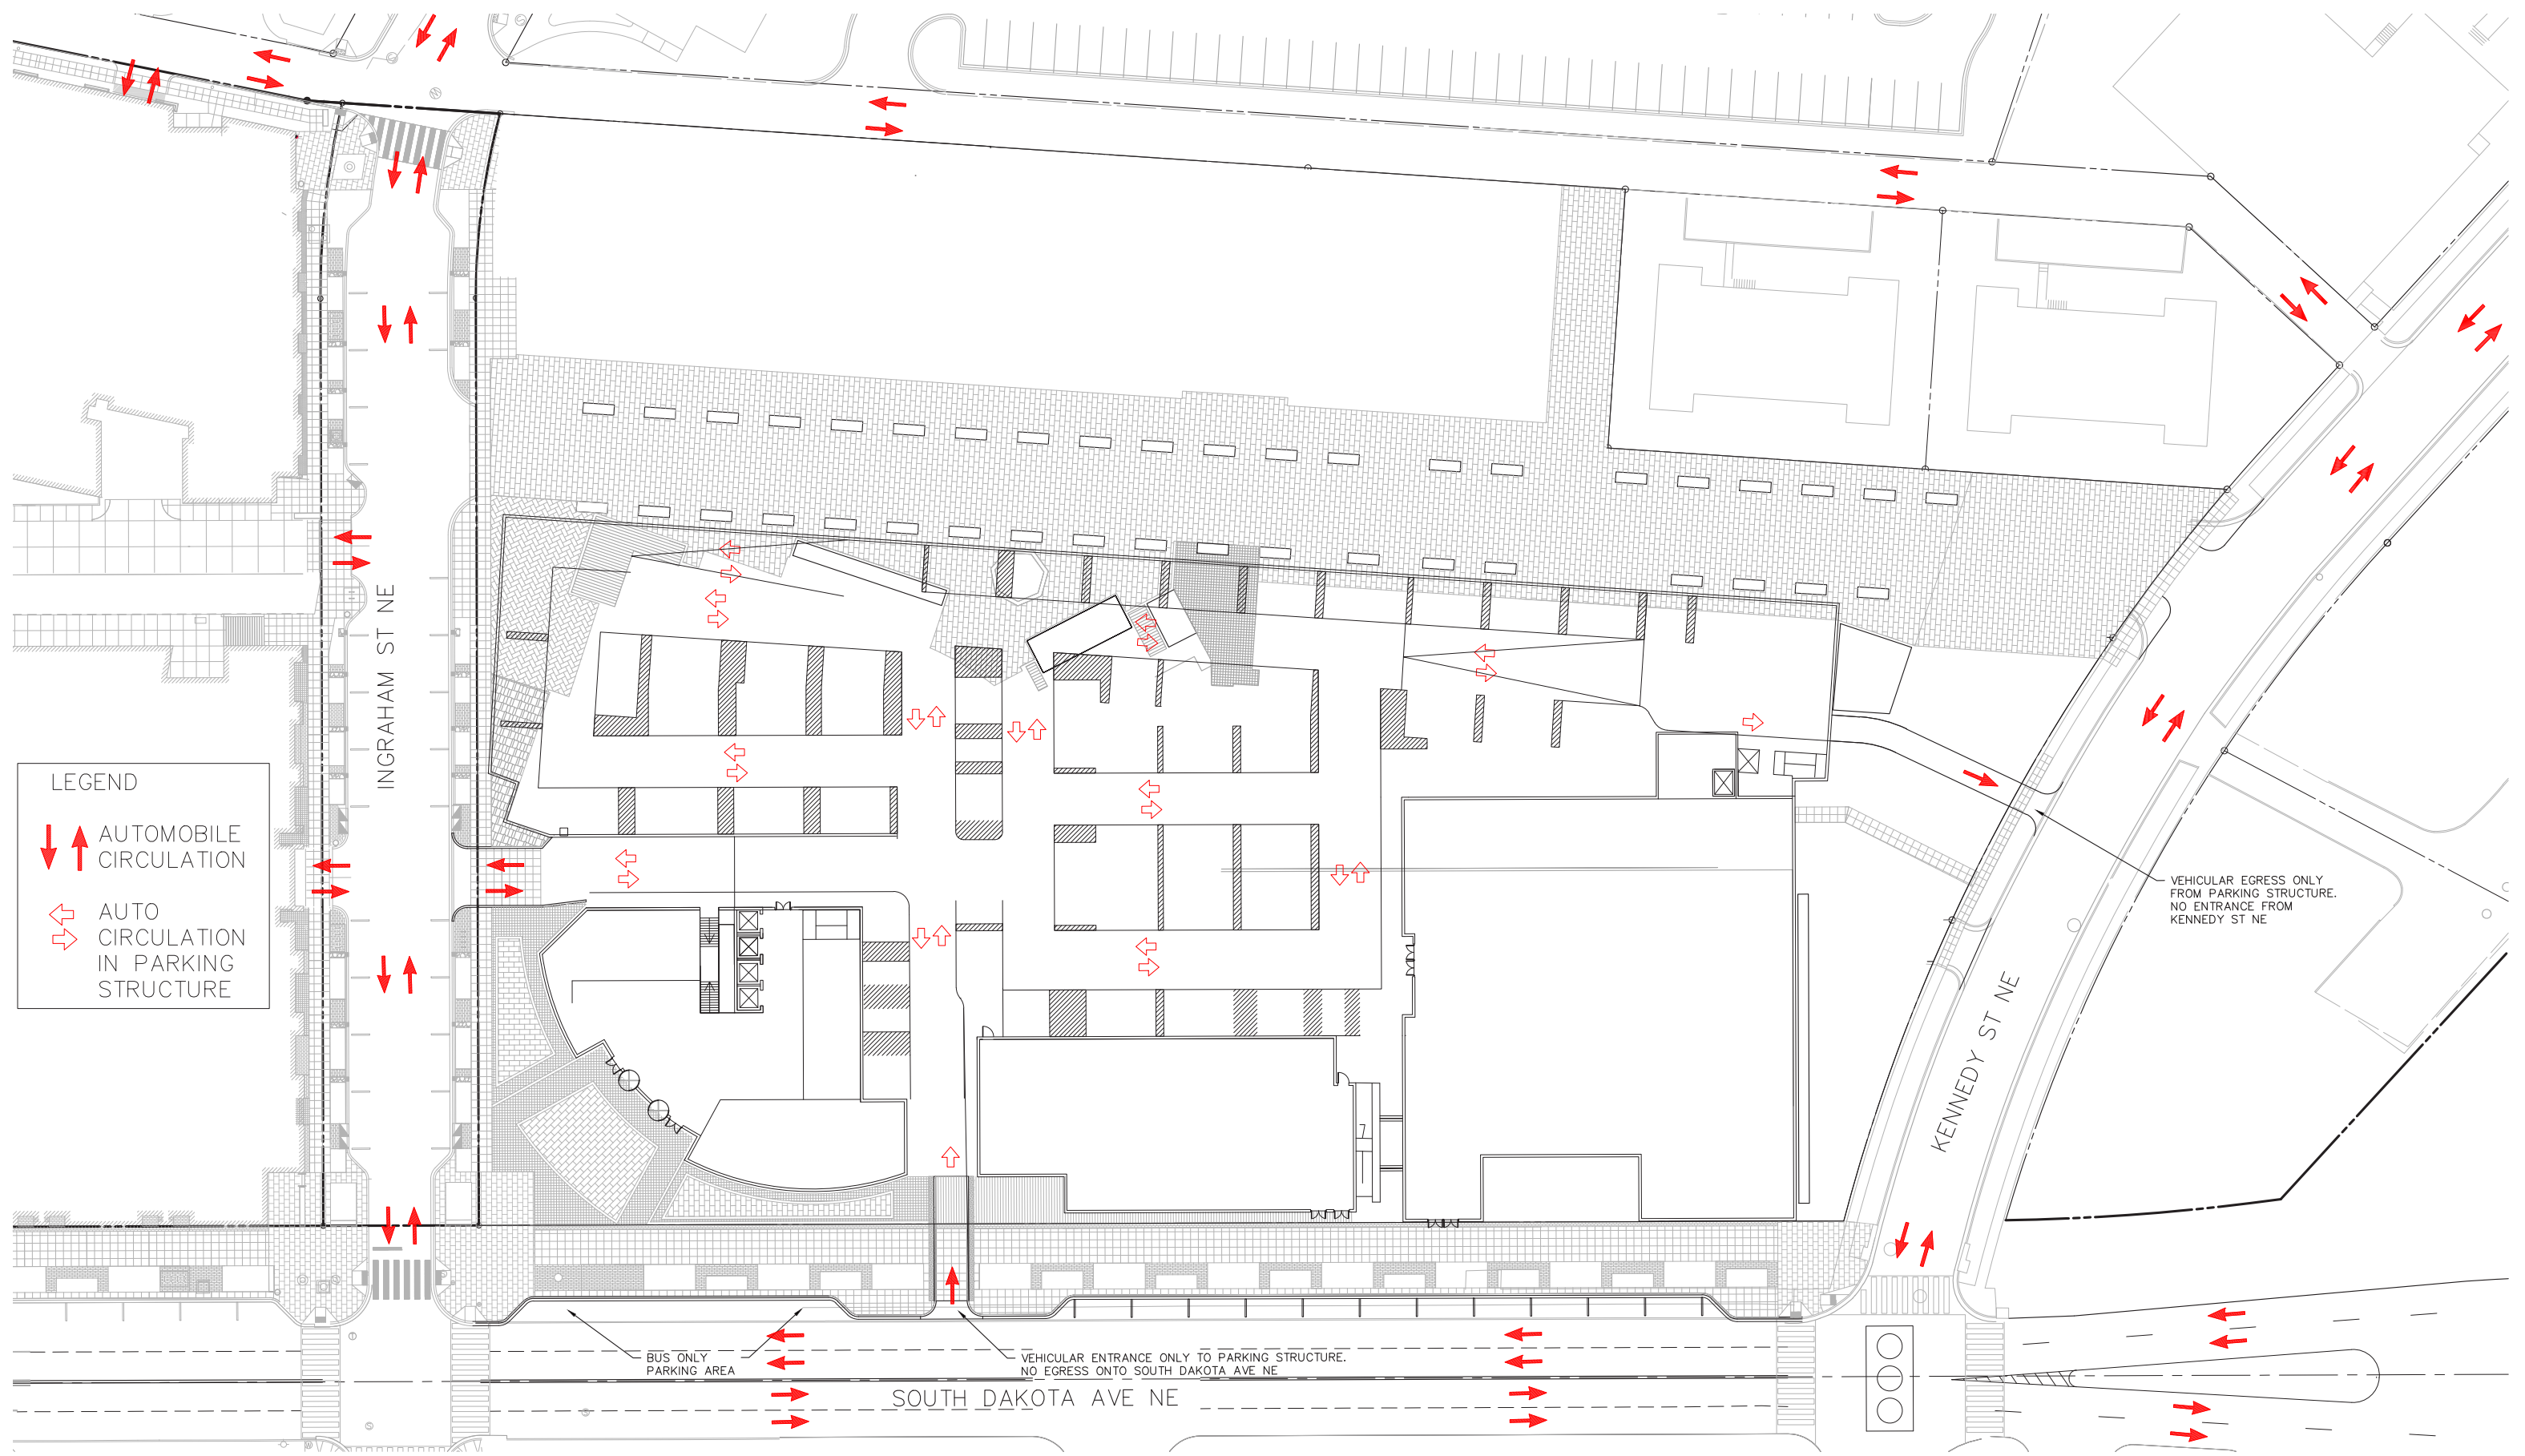 INGRAHAM ST NE
LEGEND
AUTOMOBILE
CIRCULATION
AUTO
CIRCULATION
IN PARKING
STRUCTURE
VEHICULAR EGRESS ONLY
FROM PARKING STRUCTURE.
NO ENTRANCE FROM
KENNEDY ST NE
KENNEDY ST NE
BUS ONLY
PARKING AREA
VEHICULAR ENTRANCE ONLY TO PARKING STRUCTURE.
NO EGRESS ONTO SOUTH DAKOTA AVE NE
SOUTH DAKOTA AVE NE